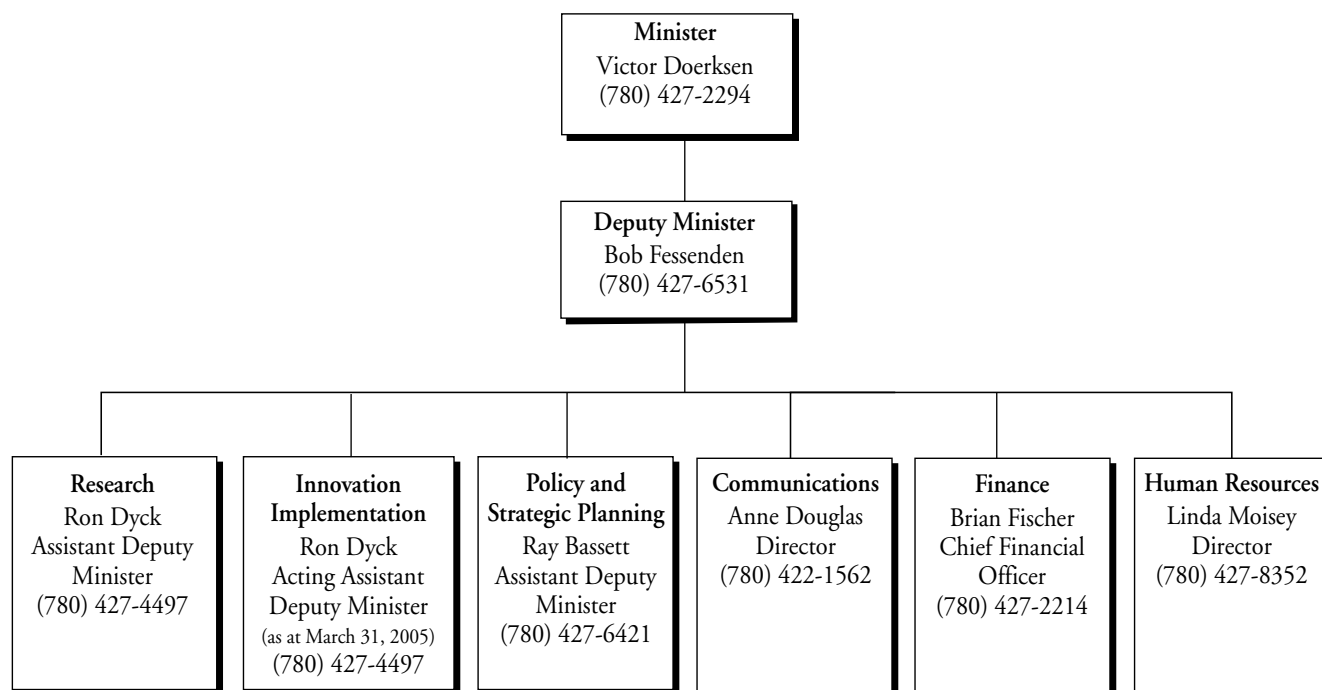 Minister
Victor Doerksen
(780) 427-2294
Deputy Minister
Bob Fessenden
(780) 427-6531
Research
Ron Dyck
Assistant Deputy
Minister
(780) 427-4497
Innovation
Implementation
Ron Dyck
Acting Assistant
Deputy Minister
(as at March 31, 2005)
(780) 427-4497
Policy and
Strategic Planning
Ray Bassett
Assistant Deputy
Minister
(780) 427-6421
Communications
Anne Douglas
Director
(780) 422-1562
Finance
Brian Fischer
Chief Financial
Officer
(780) 427-2214
Human Resources
Linda Moisey
Director
(780) 427-8352